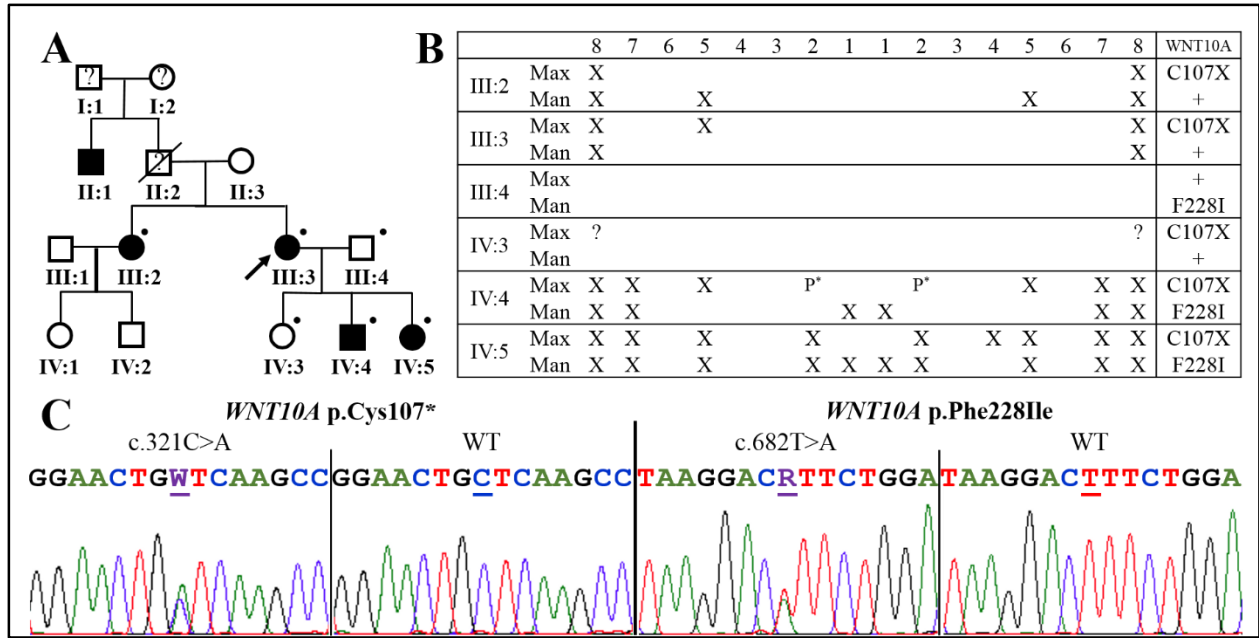 A
?
?
I:1
I:2
?
II:1
II:2
II:3
III:1
III:2
III:3
III:4
IV:1
IV:2
IV:3
IV:4
IV:5
B
8 7 6 5 4 3 2 1 1 2 3 4 5 6 7 8 WNT10A
III:2 Max X X C107X
Man X X X X +
III:3 Max X X X C107X
Man X X +
III:4 Max +
Man F228I
IV:3 Max ? ? C107X
Man +
IV:4 Max X X X P* P* X X X C107X
Man X X X X X X F228I
IV:5 Max X X X X X X X X X C107X
Man X X X X X X X X X X F228I
C
WNT10A p.Cys107* WNT10A p.Phe228Ile
c.321C>A WT c.682T>A WT
GGAACTGWTCAAGCC GGAACTGCTCAAGCC TAAGGACRTTCTGGA TAAGGACTTTCTGGA